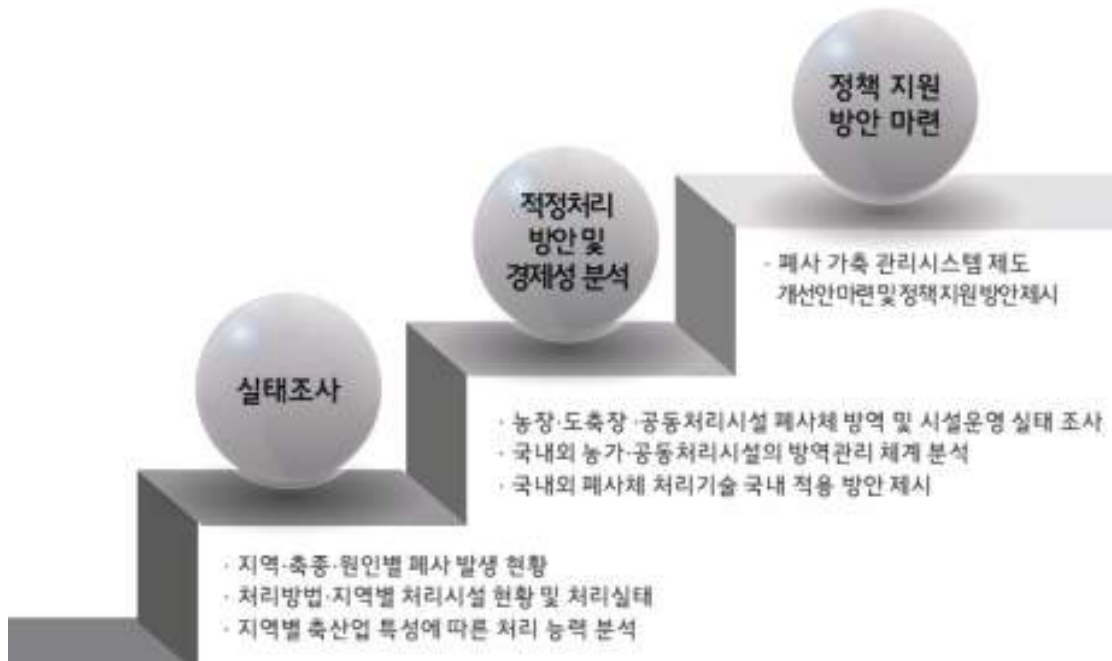 정책 지원
방안 마련
적정처리
방안 및
경제성 분석
· 폐사 가축 관리시스템 제도
개선안 마련 및 정책 지원 방안 제시
실태조사
· 농장·도축장·공동처리시설 폐사체 방역 및 시설운영 실태 조사
· 국내외 농가·공동처리시설의 방역관리 체계 분석
· 국내외 폐사체 처리기술 국내 적용 방안 제시
· 지역·축종·원인별 폐사 발생 현황
· 처리방법·지역별 처리시설 현황 및 처리실태
· 지역별 축산업 특성에 따른 처리 능력 분석